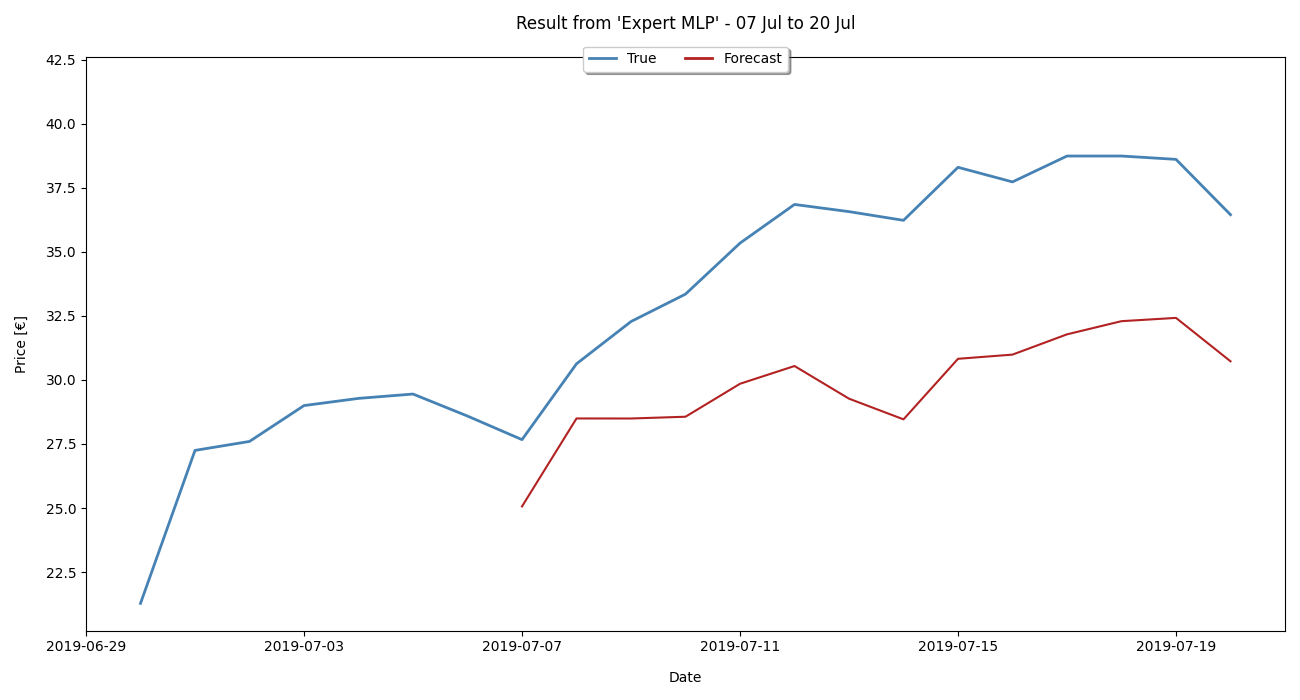 Result from 'Expert MLP' - 07 Jul to 20 Jul
True Forecast
42.5
40.0
37.5
35.0
32.5
30.0
27.5
25.0
22.5
Price [€]
2019-06-29 2019-07-03 2019-07-07 2019-07-11 2019-07-15 2019-07-19
Date